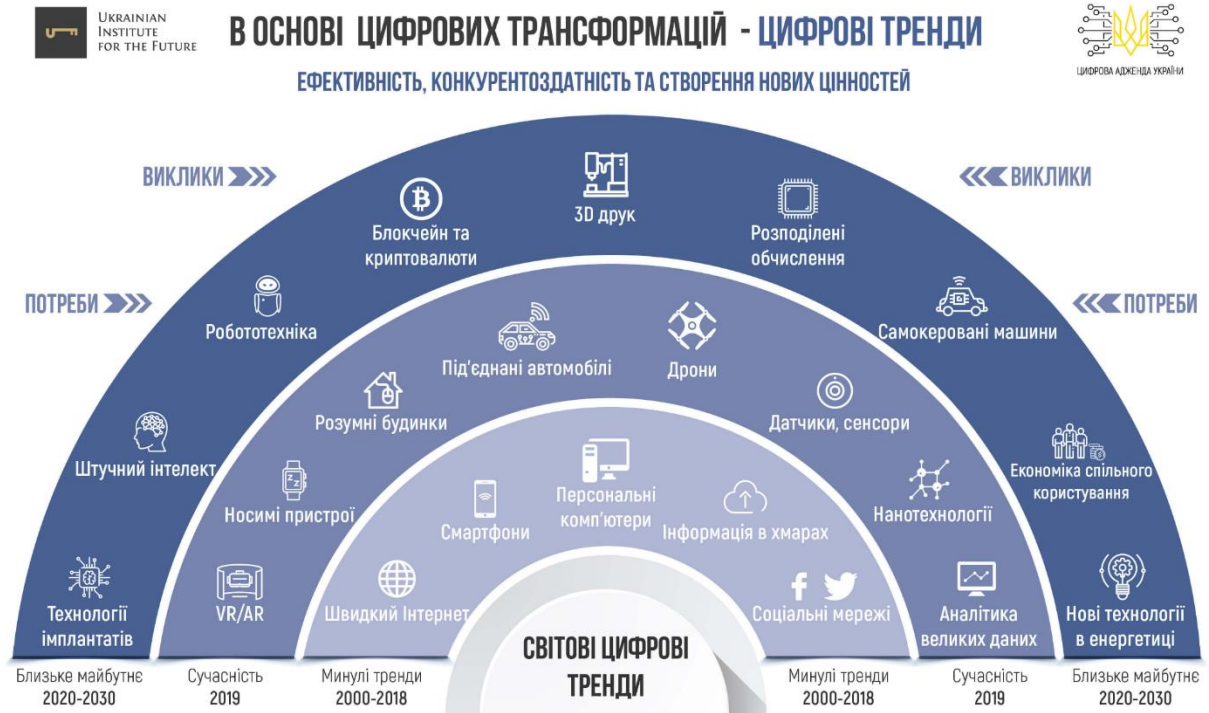 UKRAINIAN
INSTITUTE
FOR THE FUTURE
В ОСНОВІ ЦИФРОВИХ ТРАНСФОРМАЦІЙ - ЦИФРОВІ ТРЕНДИ
ЦИФРОВА АДЖЕНДА УКРАЇНИ
ЕФЕКТИВНІСТЬ, КОНКУРЕНТОЗДАТНІСТЬ ТА СТВОРЕННЯ НОВИХ ЦІННОСТЕЙ
ВИКЛИКИ
ВИКЛИКИ
ПОТРЕБИ
ПОТРЕБИ
Технології
імплантатів
Штучний інтелект
Робототехніка
Блокчейн та
криптовалюти
3D друк
Розподілені
обчислення
Самокеровані машини
Економіка спільного
користування
Нові технології
в енергетиці
VR/AR
Носимі пристрої
Розумні будинки
Під'єднані автомобілі
Дрони
Датчики, сенсори
Нанотехнології
Аналітика
великих даних
Швидкий Інтернет
Смартфони
Персональні
комп'ютери
Інформація в хмарах
Соціальні мережі
СВІТОВІ ЦИФРОВІ
ТРЕНДИ
Близьке майбутнє
2020-2030
Сучасність
2019
Минулі тренди
2000-2018
Минулі тренди
2000-2018
Сучасність
2019
Близьке майбутнє
2020-2030